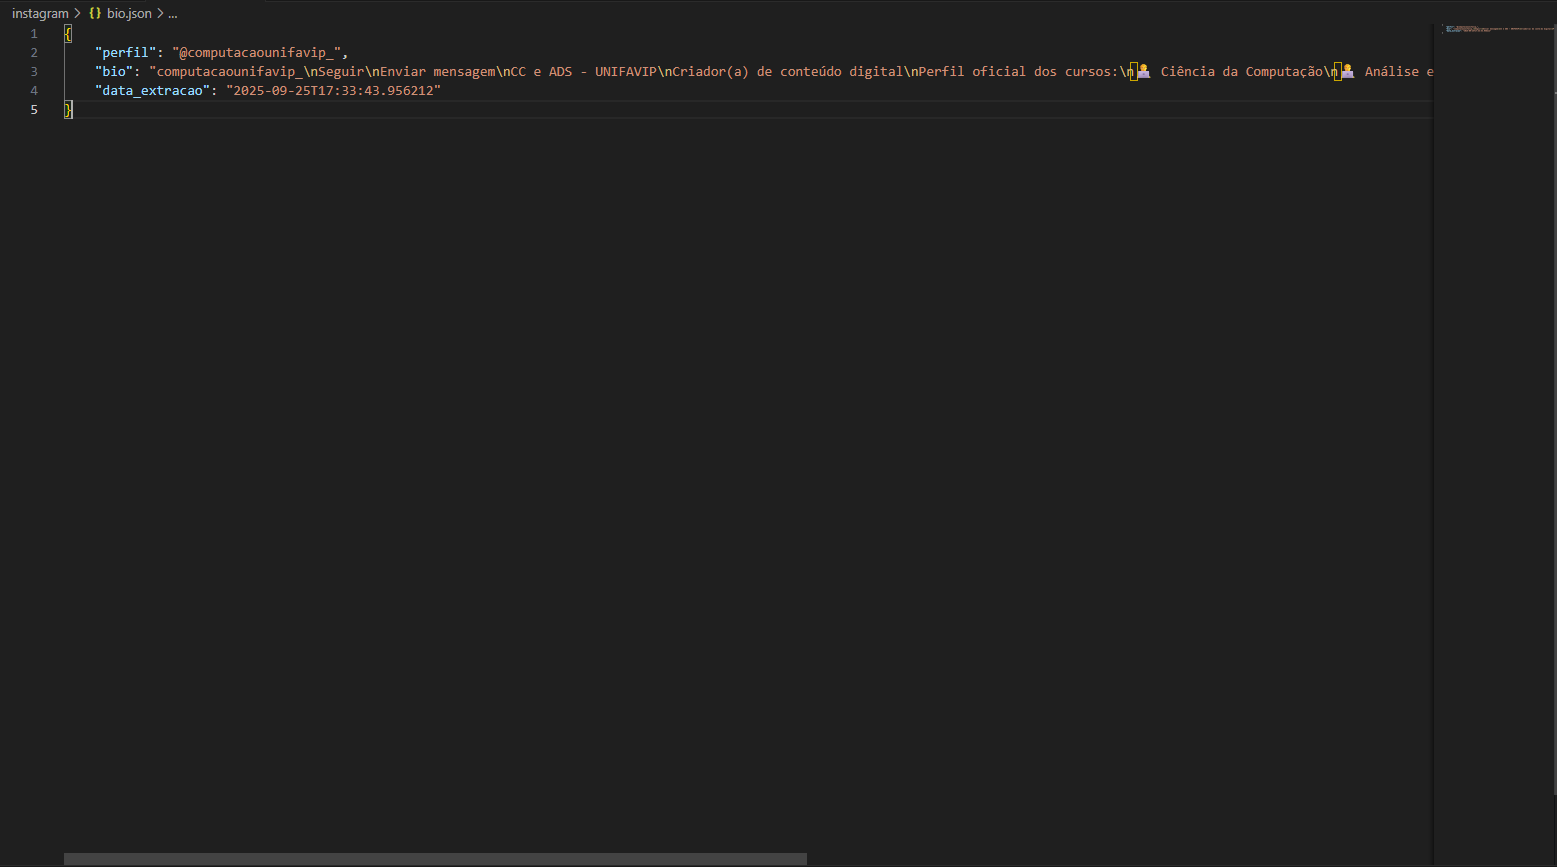 instagram > {} bio.json > ...
1 {
2 "perfil": "@computacaounifavip_",
3 "bio": "computacaounifavip_\nSeguir\nEnviar mensagem\nCC e ADS - UNIFAVIP\nCriador(a) de conteúdo digital\nPerfil oficial dos cursos:\n🧑‍💻 Ciência da Computação\n🧑‍💻 Análise e
4 "data_extracao": "2025-09-25T17:33:43.956212"
5 }